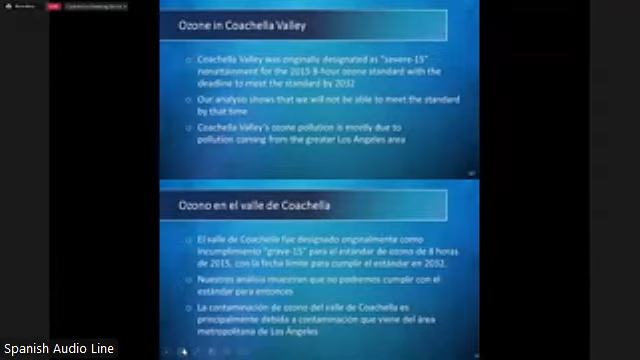 Ozone in Coachella Valley
Coachella Valley was originally designated as "severe-15"
nonattainment for the 2015 8-hour ozone standard with the
deadline to meet the standard by 2032
Our analysis shows that we will not be able to meet the standard
by that time
Coachella Valley's ozone pollution is mostly due to
pollution coming from the greater Los Angeles area
Ozono en el valle de Coachella
El valle de Coachella fue designado originalmente como
incumplimiento "grave-15" para el estándar de ozono de 8 horas
de 2015, con la fecha límite para cumplir el estándar en 2032.
Nuestros análisis muestran que no podremos cumplir con el
estándar para entonces
La contaminación de ozono del valle de Coachella es
principalmente debida a contaminación que viene del área
metropolitana de Los Ángeles
Spanish Audio Line